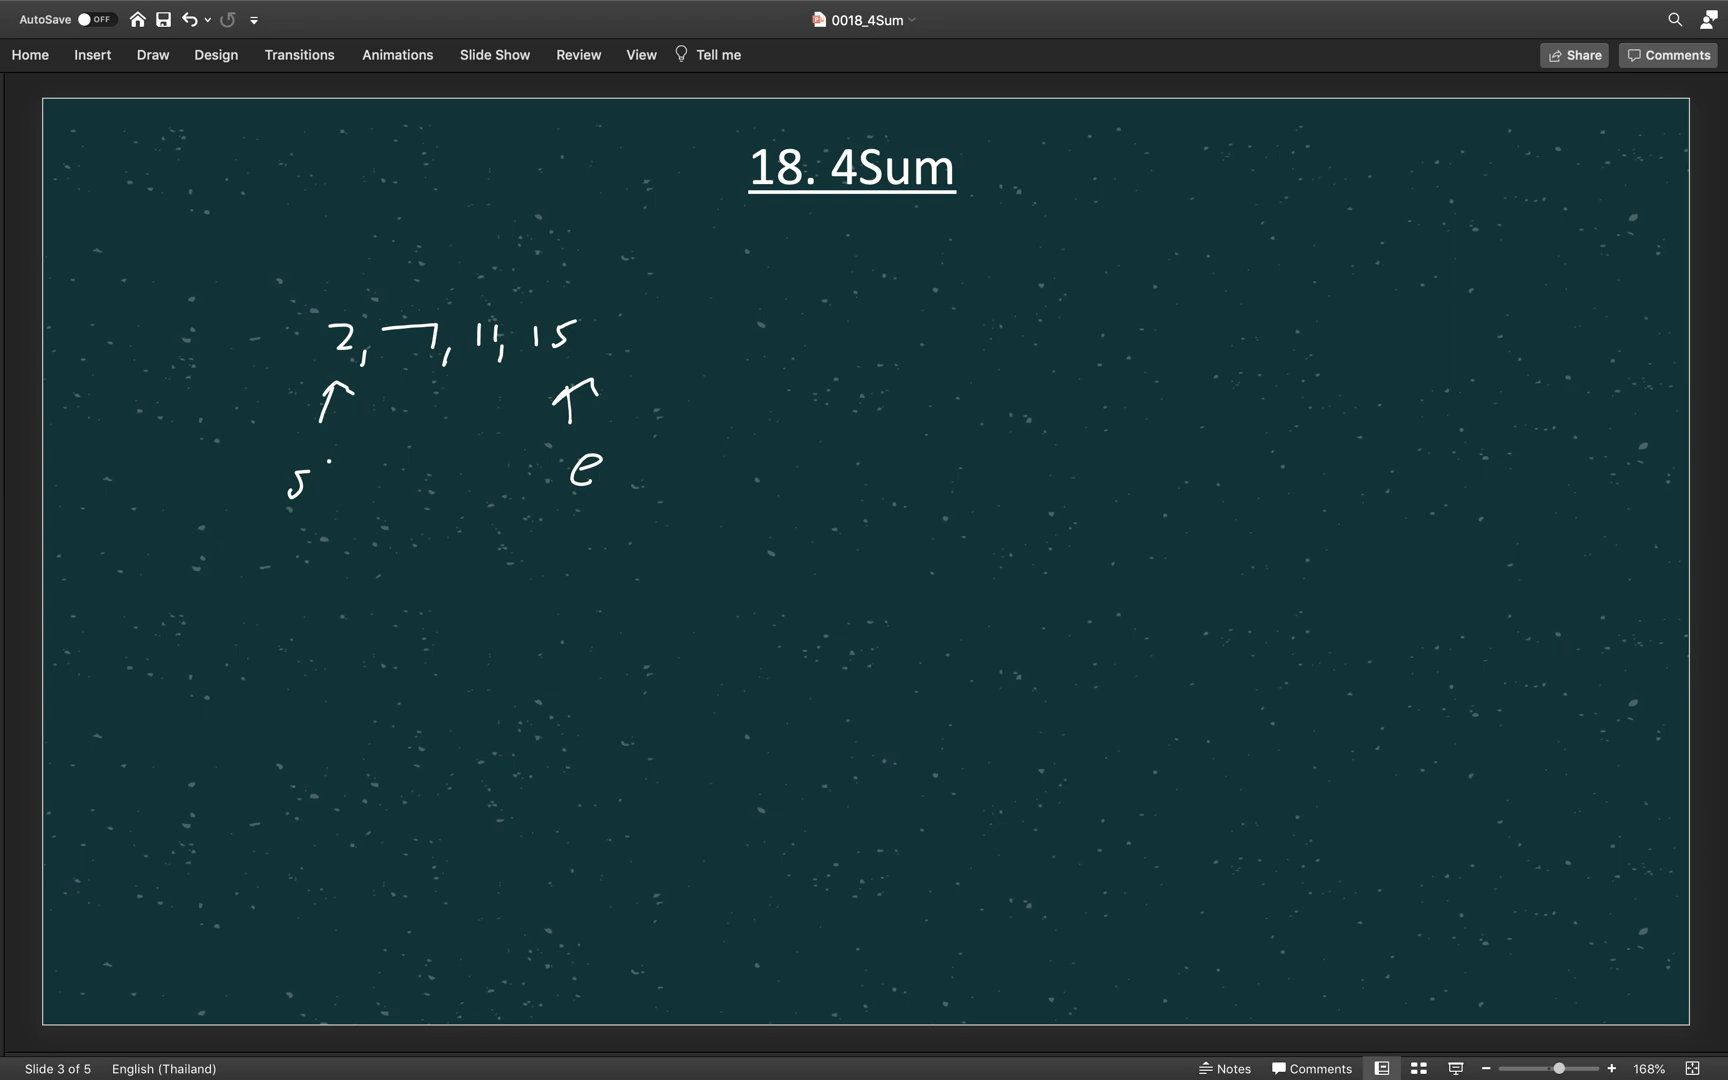 AutoSave OFF 0018_4Sum
Home Insert Draw Design Transitions Animations Slide Show Review View Tell me Share Comments
18. 4Sum
2, 7, 11, 15
s e
Slide 3 of 5 English (Thailand) Notes Comments 168%